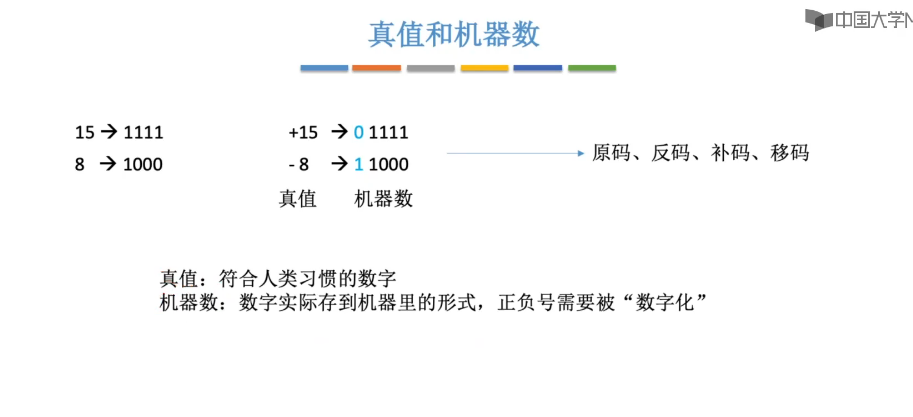 中国大学M
真值和机器数
15 → 1111
8 → 1000
+15 → 0 1111
- 8 → 1 1000
真值 机器数
原码、反码、补码、移码
真值：符合人类习惯的数字
机器数：数字实际存到机器里的形式，正负号需要被“数字化”